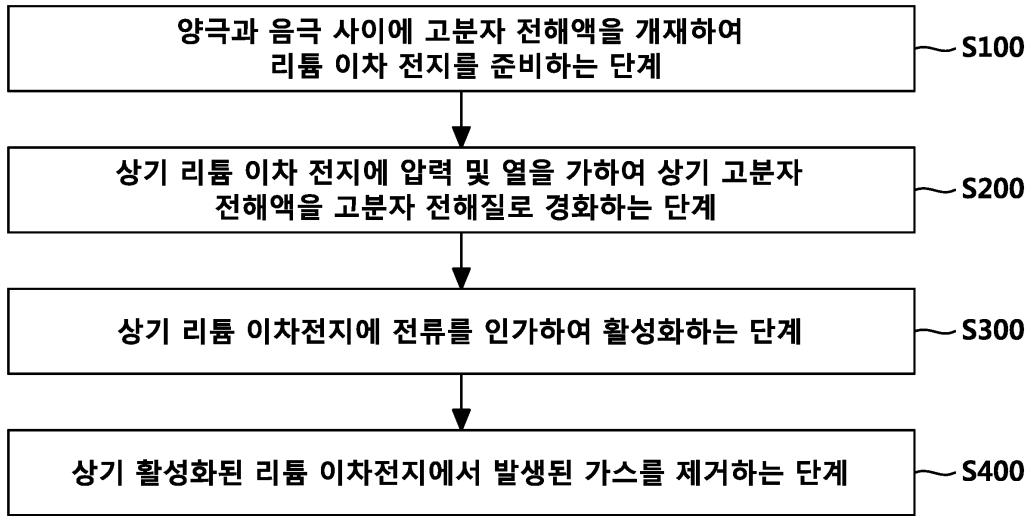 양극과 음극 사이에 고분자 전해액을 개재하여
리튬 이차 전지를 준비하는 단계
S100
상기 리튬 이차 전지에 압력 및 열을 가하여 상기 고분자
전해액을 고분자 전해질로 경화하는 단계
S200
상기 리튬 이차전지에 전류를 인가하여 활성화하는 단계
S300
상기 활성화된 리튬 이차전지에서 발생된 가스를 제거하는 단계
S400